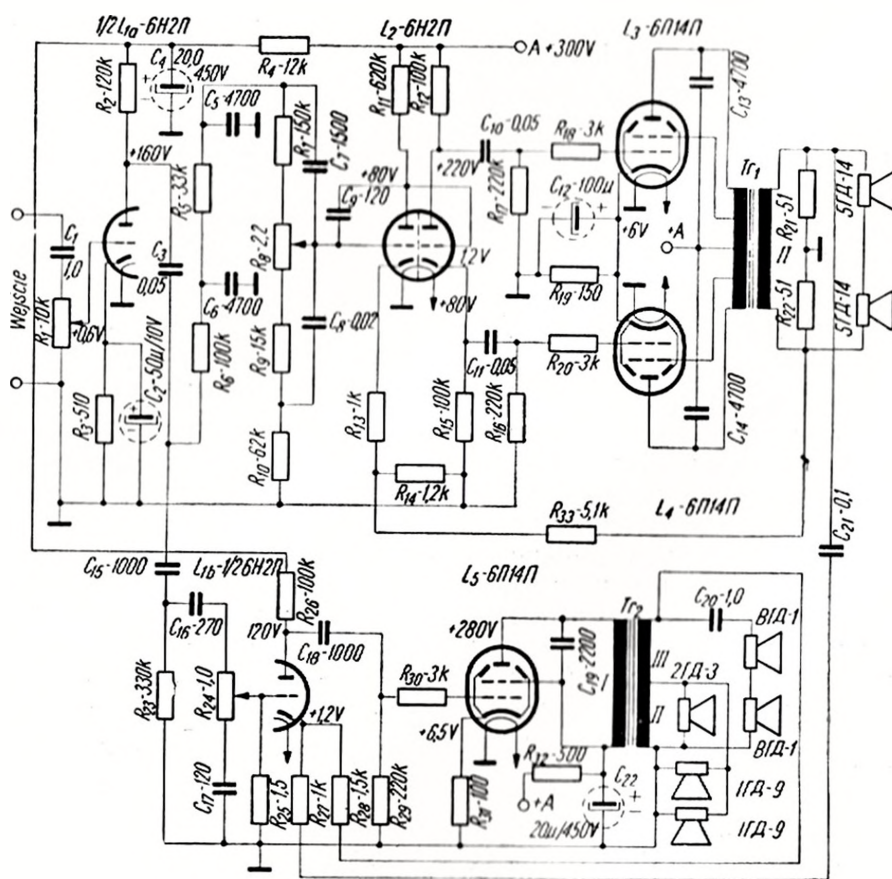 1/2 L1a-6Н2П
L2-6Н2П
L3-6П14П
C4 20,0
450V
R4-12k
A +300V
R2-120k
C5-4700
R7-150k
C7-1500
R11-620k
R12-100k
C10-0,05
R18-3k
C13-4700
+160V
R5-33k
+80V
C9-120
+220V
R17-220k
C12-100μ
Tr1
R21-51
5ГД-14
+6V
+A
II
Wejście
C1
1,0
C3
0,05
R8-2,2
1,2V
R1-10k
+0,6V
C6-4700
C8-0,02
+80V
R19-150
R22-51
5ГД-14
R3-510
C2-50μ/10V
R6-100k
R9-15k
C11-0,05
R20-3k
R13-1k
R15-100k
R16-220k
C14-4700
R10-62k
R14-1,2k
R33-5,1k
L4-6П14П
C21-0,1
C15-1000
L1b-1/26Н2П
R26-100k
L5-6П14П
C16-270
120V
C18-1000
+280V
C19-2200
Tr2
C20-1,0
ВГД-1
R23-330k
R24-1,0
R30-3k
I
III
2ГД-3
II
+1,2V
+6,5V
R32-500
ВГД-1
C17-120
R25-1,5
R27-1k
R28-1,5k
R29-220k
R31-100
+A
C22
20μ/450V
1ГД-9
1ГД-9